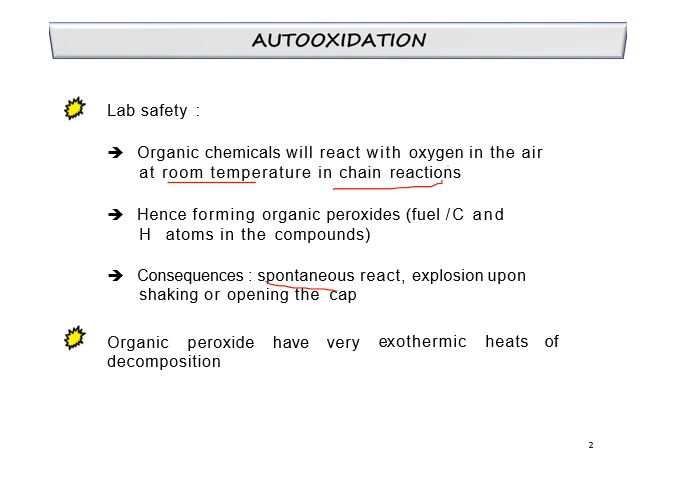 AUTOOXIDATION
Lab safety :
➔ Organic chemicals will react with oxygen in the air
at room temperature in chain reactions
➔ Hence forming organic peroxides (fuel /C and
H atoms in the compounds)
➔ Consequences : spontaneous react, explosion upon
shaking or opening the cap
Organic peroxide have very exothermic heats of
decomposition
2